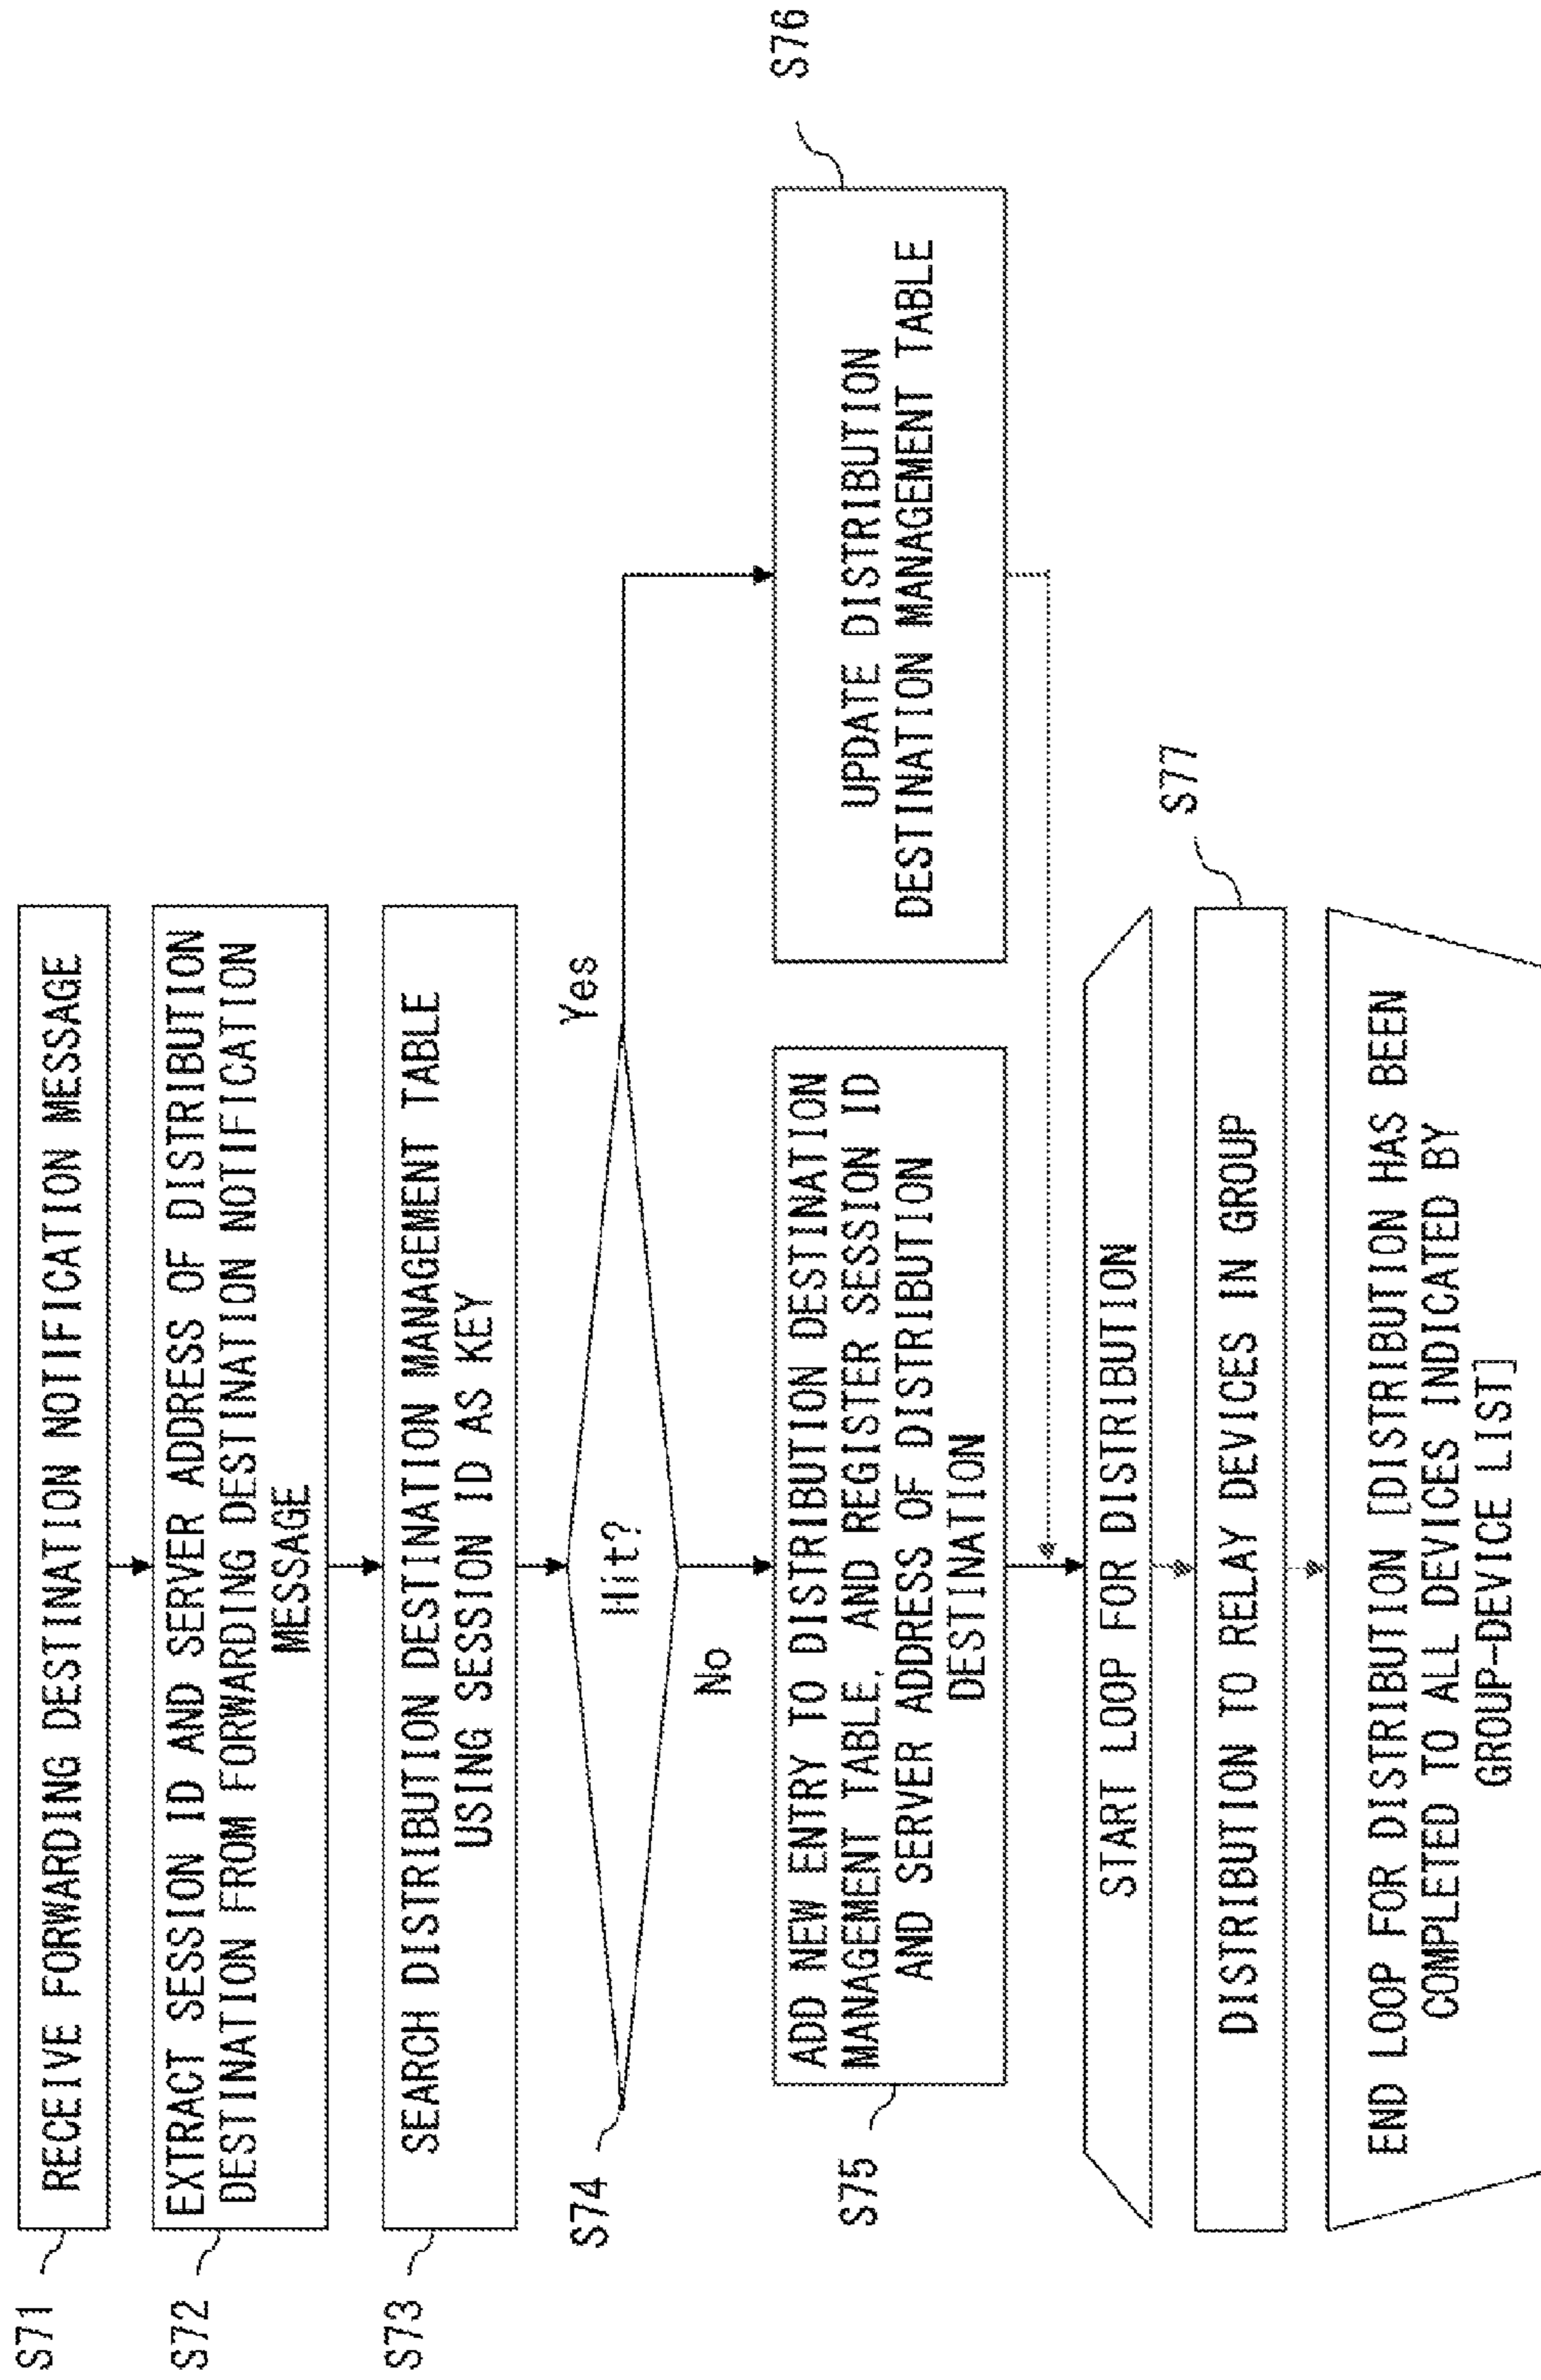 S71
RECEIVE FORWARDING DESTINATION NOTIFICATION MESSAGE
S72
EXTRACT SESSION ID AND SERVER ADDRESS OF DISTRIBUTION
DESTINATION FROM FORWARDING DESTINATION NOTIFICATION
MESSAGE
S73
SEARCH DISTRIBUTION DESTINATION MANAGEMENT TABLE
USING SESSION ID AS KEY
S74
Hit?
Yes
No
S75
ADD NEW ENTRY TO DISTRIBUTION DESTINATION
MANAGEMENT TABLE, AND REGISTER SESSION ID
AND SERVER ADDRESS OF DISTRIBUTION
DESTINATION
S76
UPDATE DISTRIBUTION
DESTINATION MANAGEMENT TABLE
START LOOP FOR DISTRIBUTION
S77
DISTRIBUTION TO RELAY DEVICES IN GROUP
END LOOP FOR DISTRIBUTION [DISTRIBUTION HAS BEEN
COMPLETED TO ALL DEVICES INDICATED BY
GROUP-DEVICE LIST]